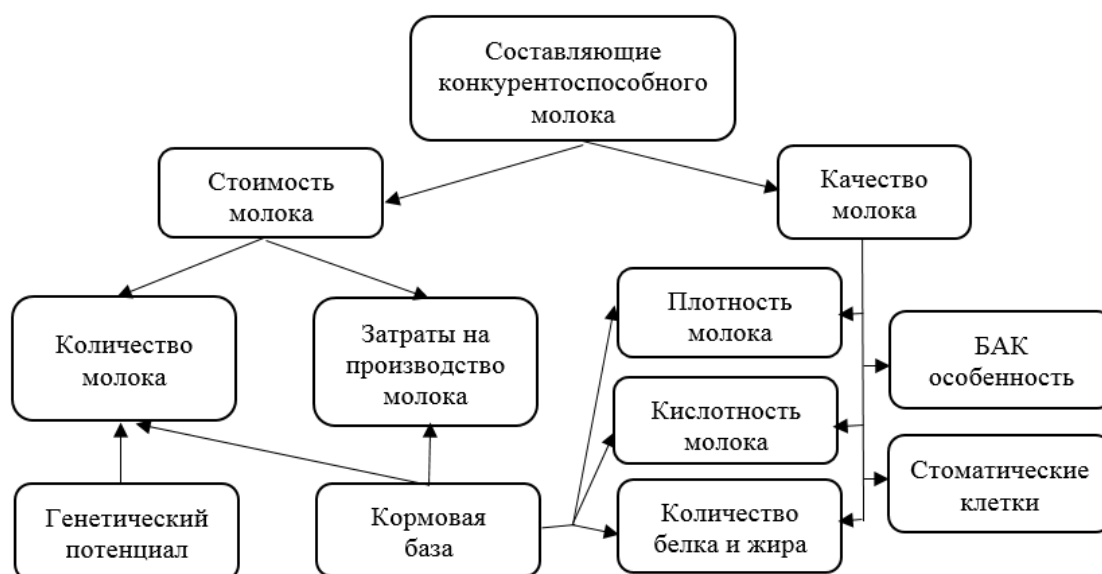 Составляющие
конкурентоспособного
молока
Стоимость
молока
Качество
молока
Количество
молока
Затраты на
производство
молока
Плотность
молока
БАК
особенность
Кислотность
молока
Стоматические
клетки
Генетический
потенциал
Кормовая
база
Количество
белка и жира